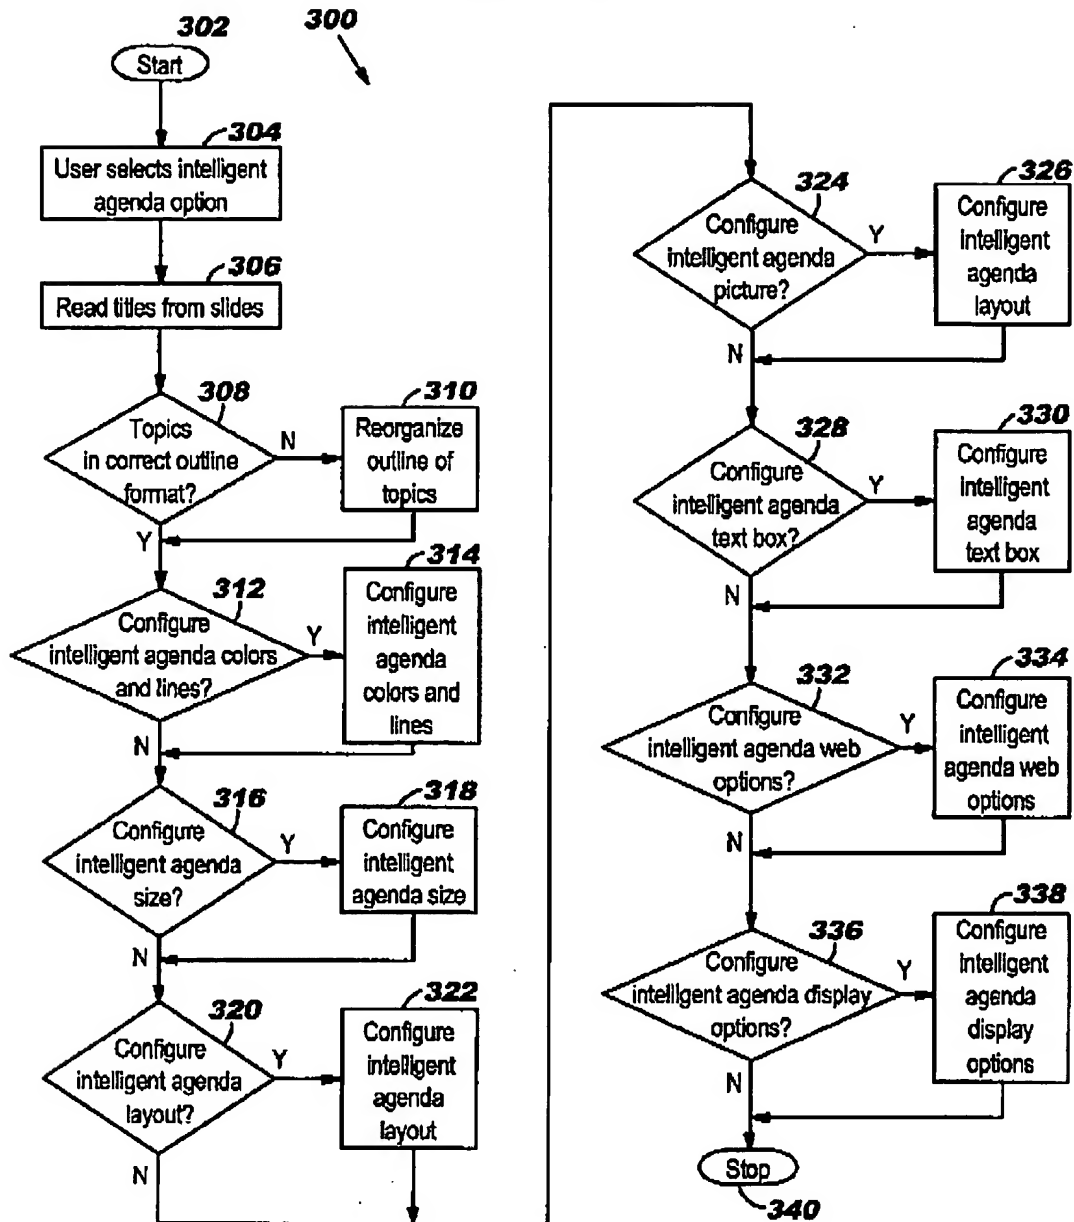 302
300
Start
304
User selects intelligent
agenda option
306
Read titles from slides
308
Topics
in correct outline
format?
N
310
Reorganize
outline of
topics
Y
312
Configure
intelligent agenda colors
and lines?
Y
314
Configure
intelligent
agenda
colors and
lines
N
316
Configure
intelligent agenda
size?
Y
318
Configure
intelligent
agenda size
N
320
Configure
intelligent agenda
layout?
Y
322
Configure
intelligent
agenda
layout
N
324
Configure
intelligent agenda
picture?
Y
326
Configure
intelligent
agenda
layout
N
328
Configure
intelligent agenda
text box?
Y
330
Configure
intelligent
agenda
text box
N
332
Configure
intelligent agenda web
options?
Y
334
Configure
intelligent
agenda web
options
N
336
Configure
intelligent agenda display
options?
Y
338
Configure
intelligent
agenda
display
options
N
Stop
340